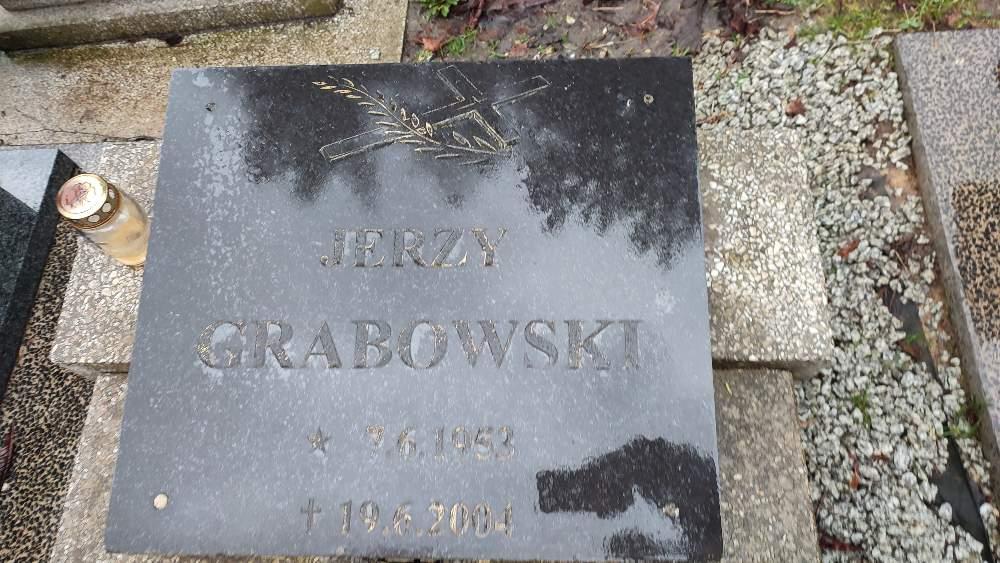 JERZY
GRABOWSKI
★ 7.6.1953
† 19.6.2004